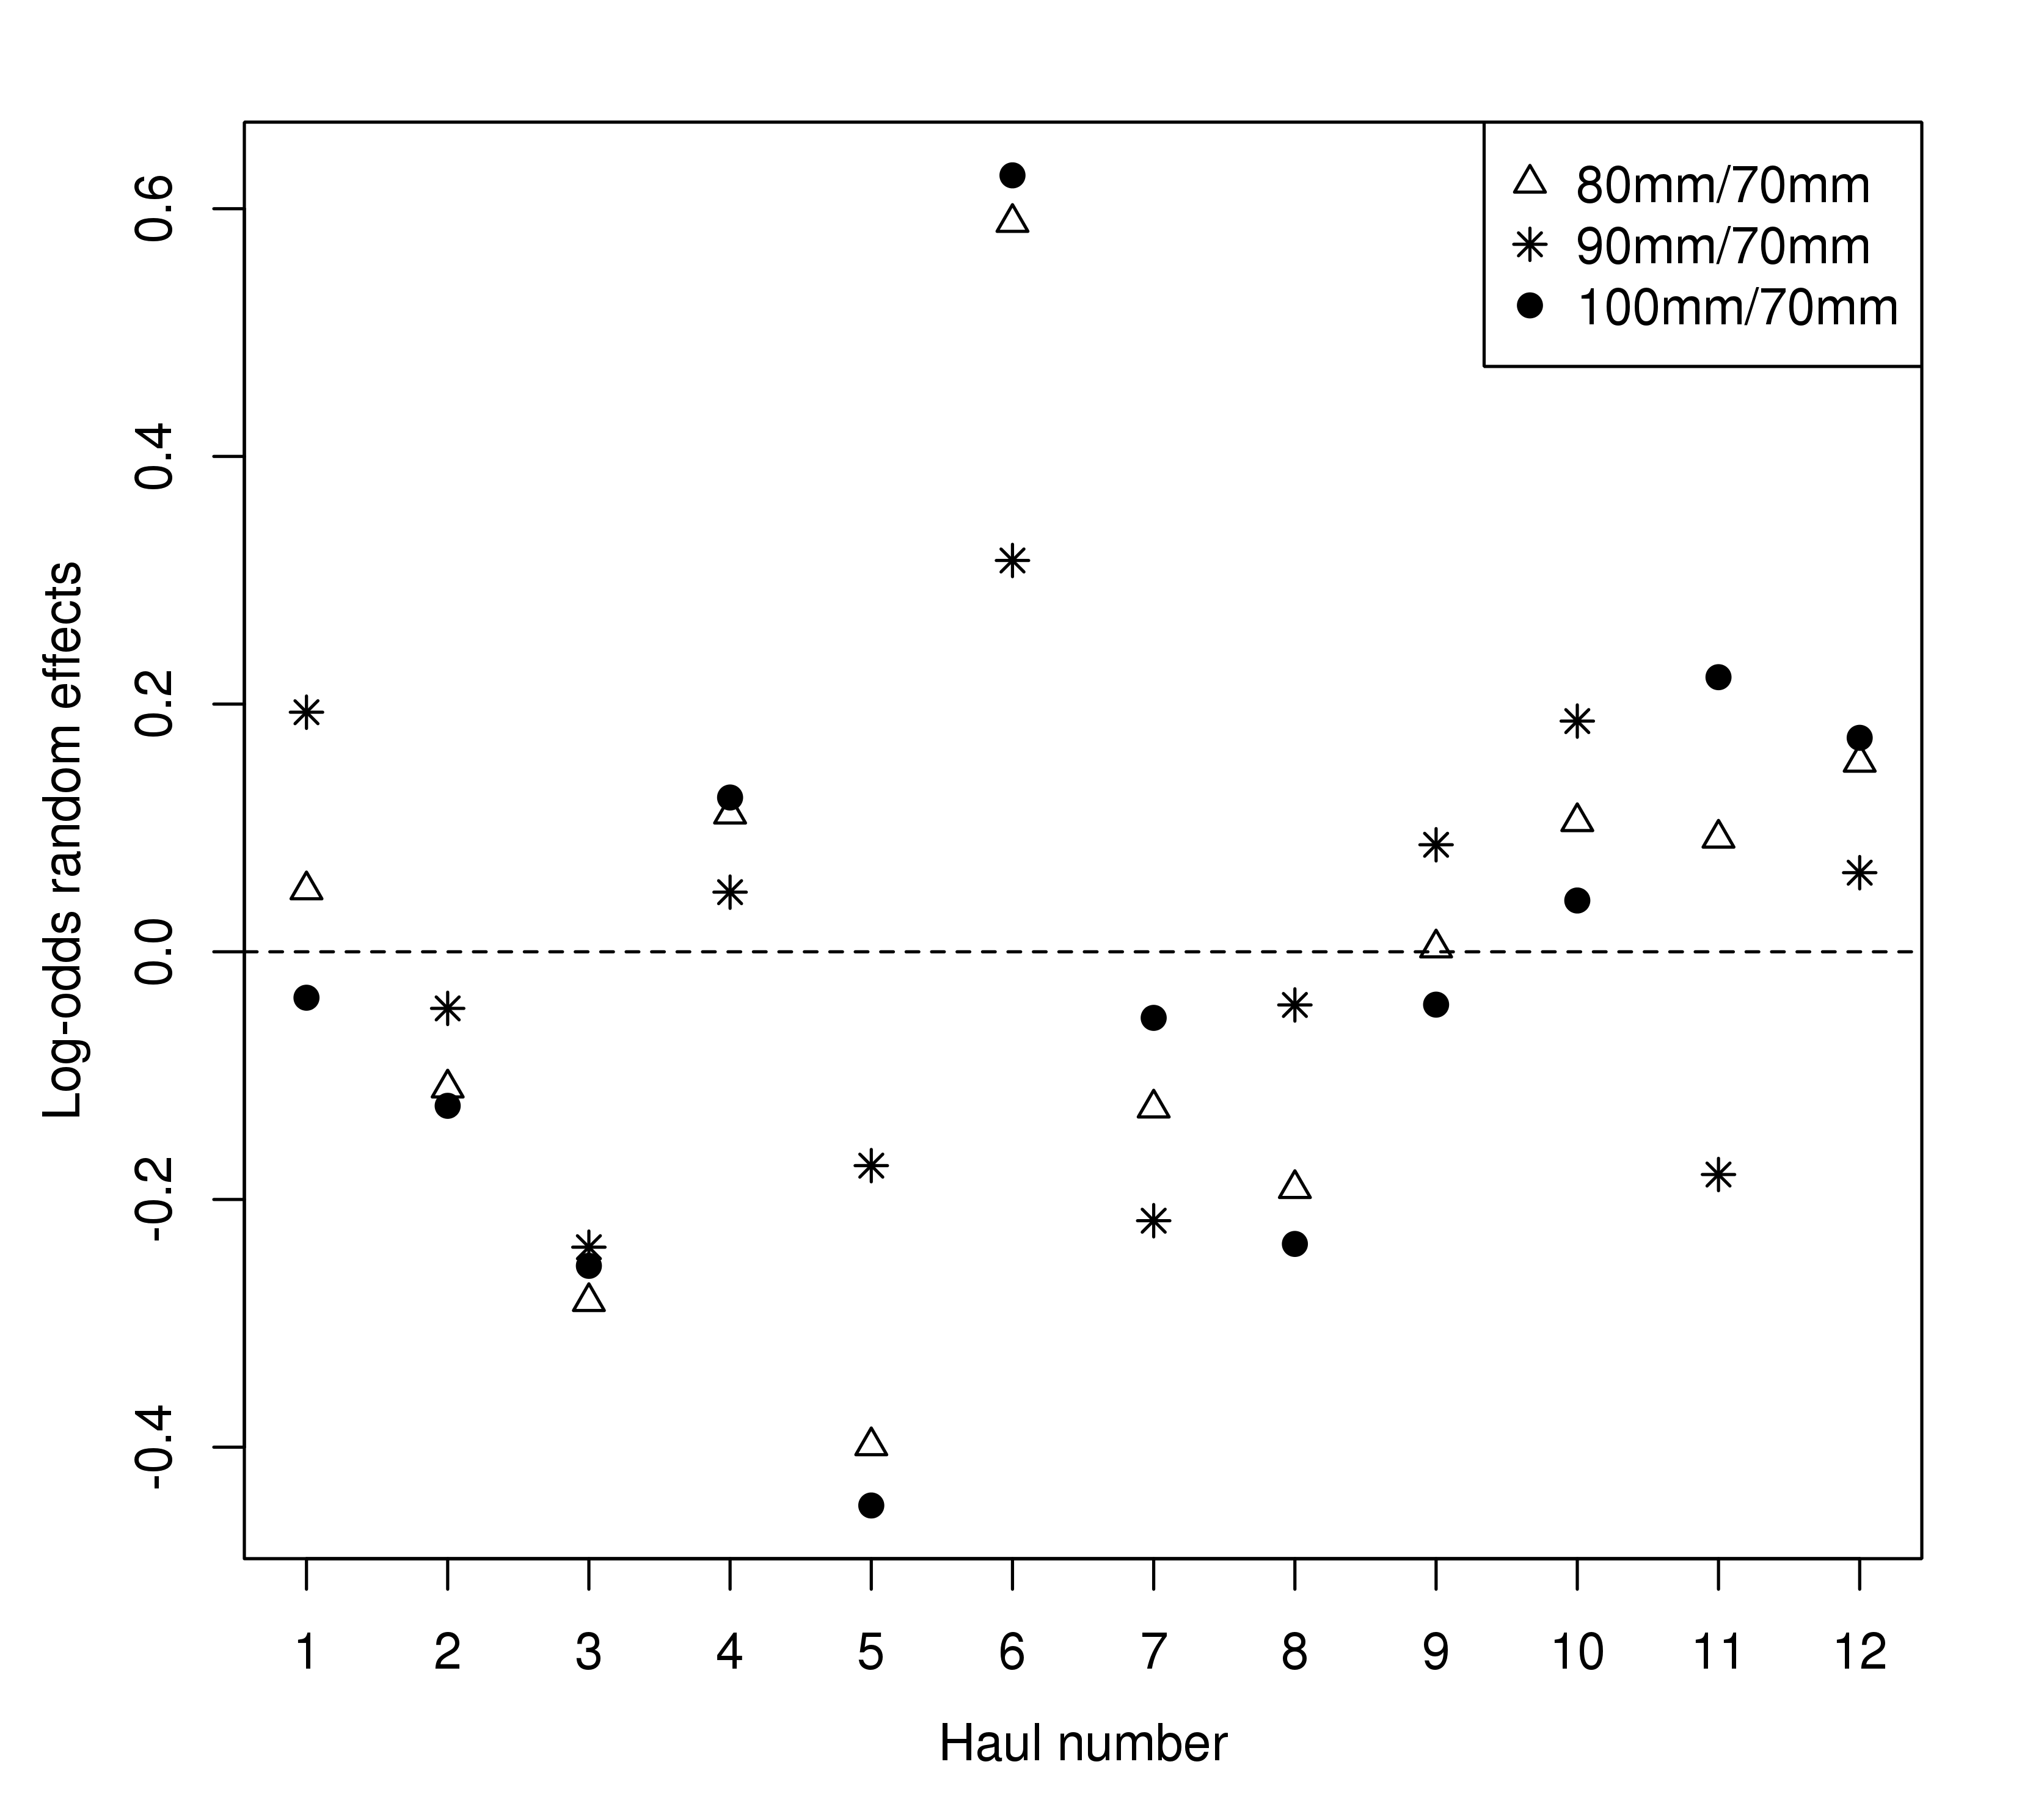 80mm/70mm
90mm/70mm
100mm/70mm
0.6
0.4
0.2
0.0
-0.2
-0.4
Log-odds random effects
1 2 3 4 5 6 7 8 9 10 11 12
Haul number